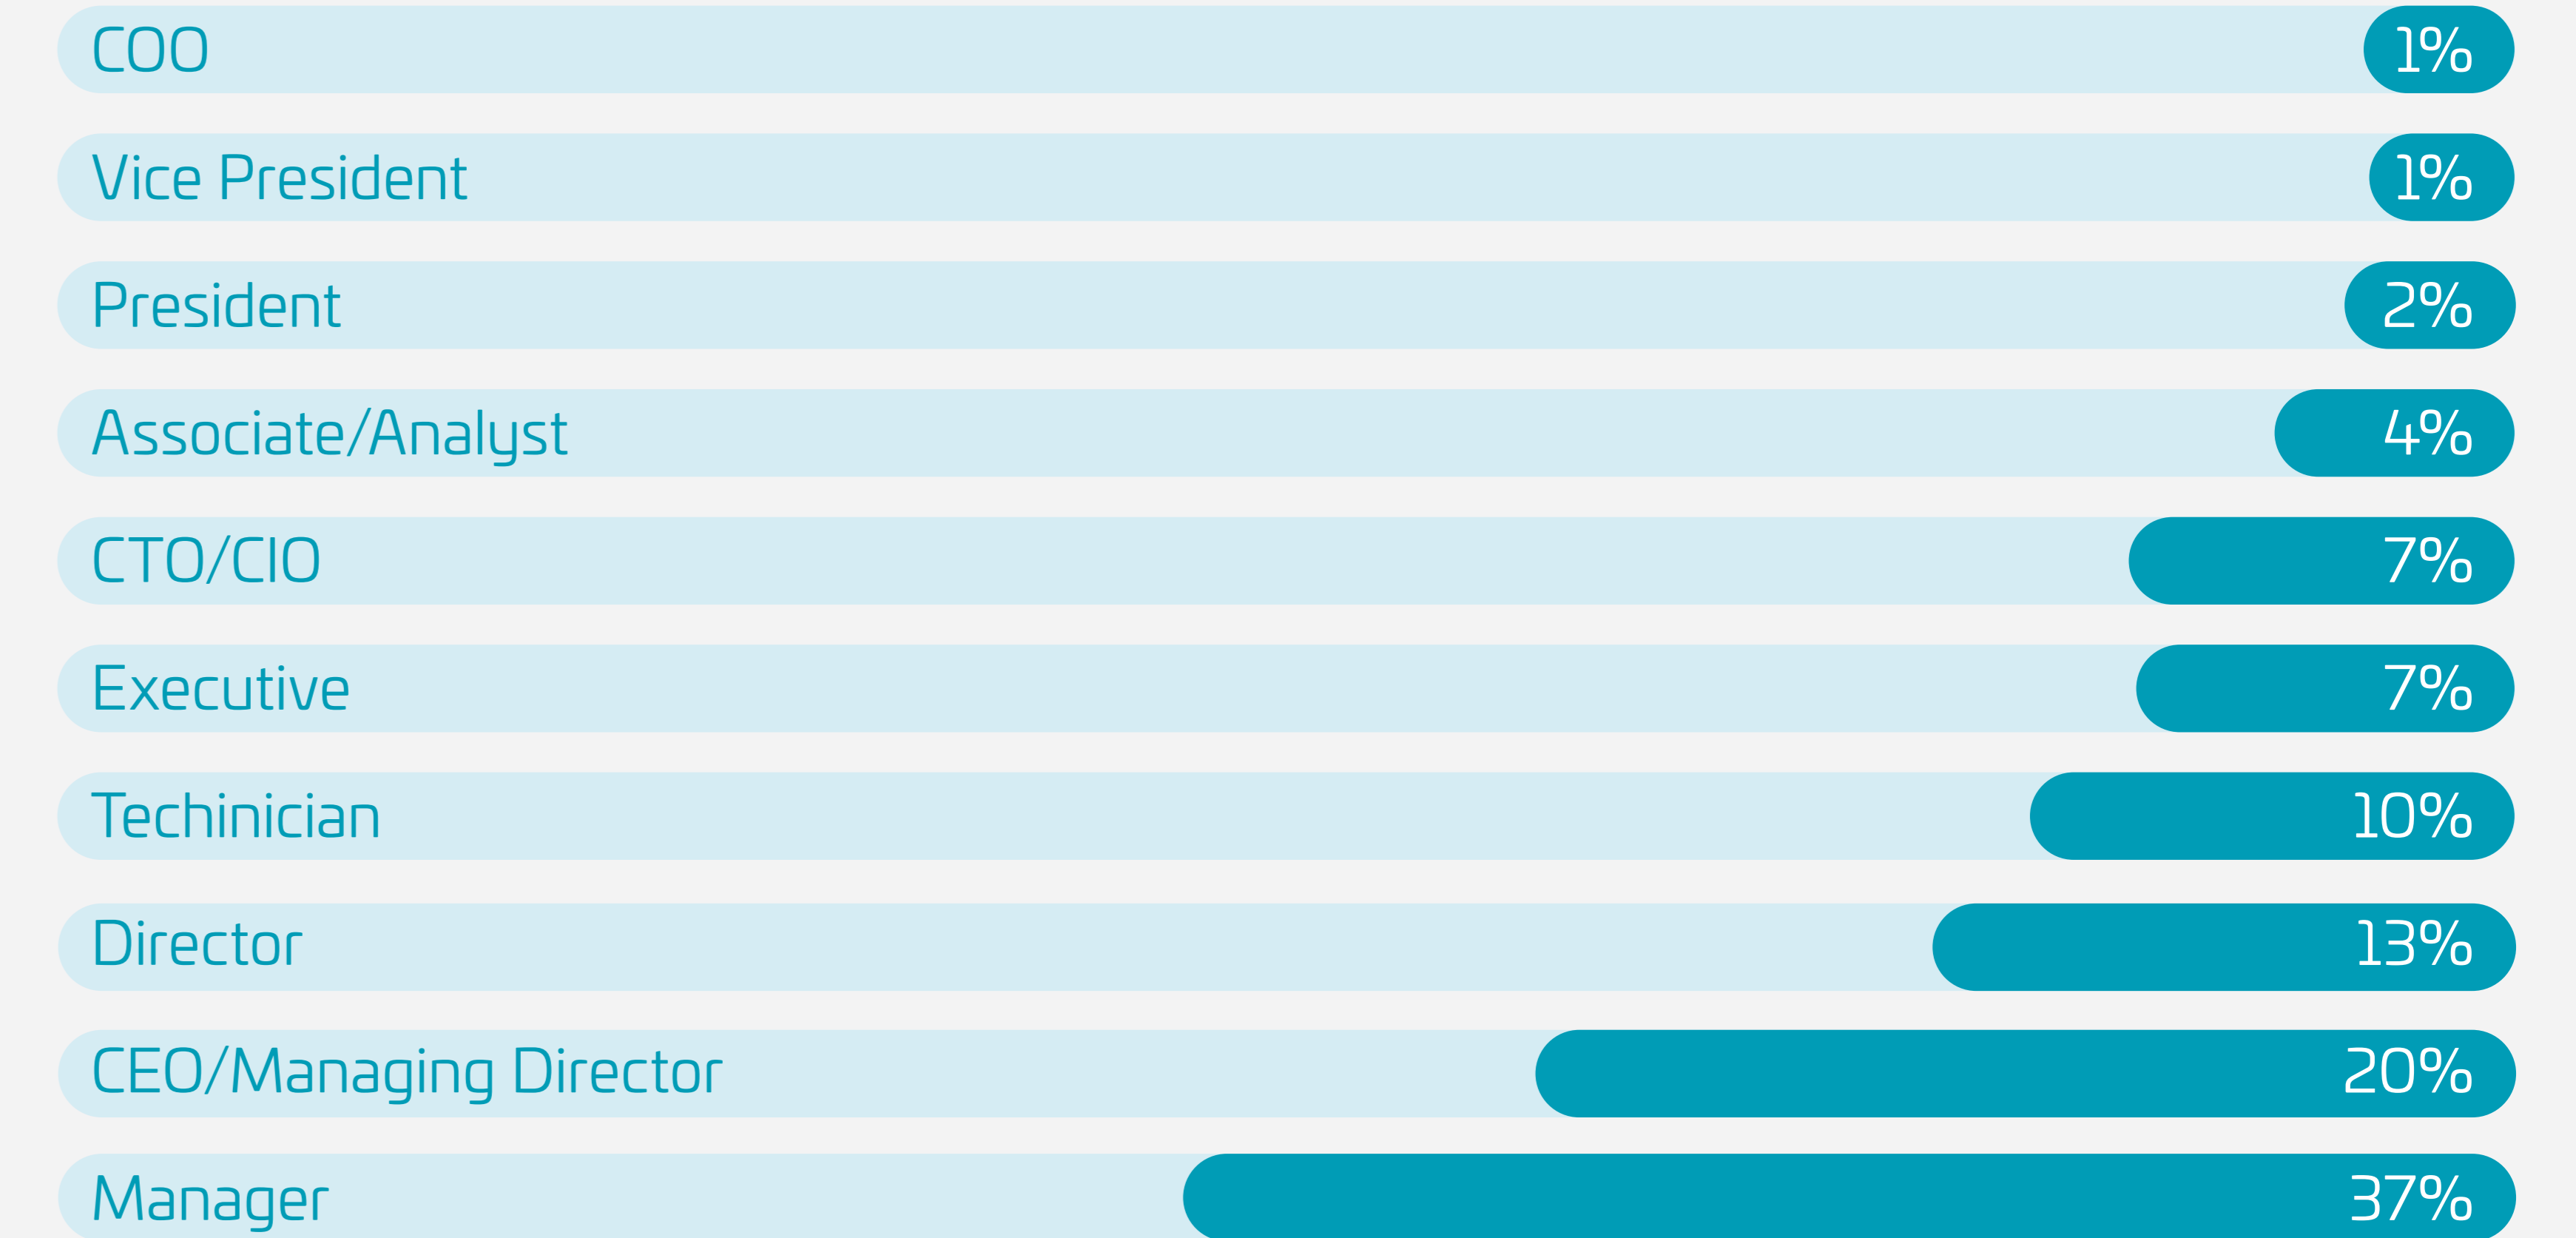 COO 1%
Vice President 1%
President 2%
Associate/Analyst 4%
CTO/CIO 7%
Executive 7%
Techinician 10%
Director 13%
CEO/Managing Director 20%
Manager 37%